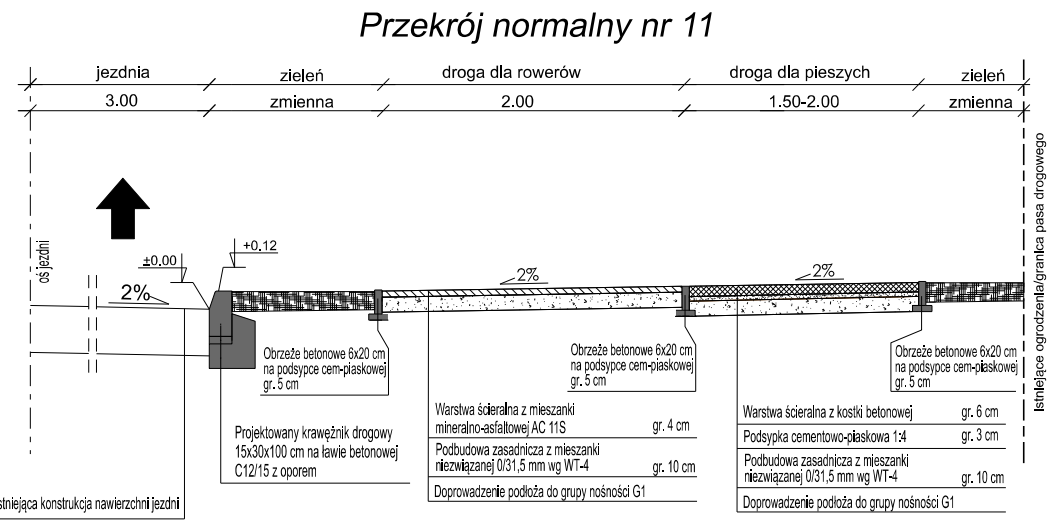 Przekrój normalny nr 11
jezdnia
zieleń
droga dla rowerów
droga dla pieszych
zieleń
3.00
zmienna
2.00
1.50-2.00
zmienna
Istniejące ogrodzenia/granica pasa drogowego
oś jezdni
±0,00
+0.12
2%
2%
2%
Obrzeże betonowe 6x20 cm
na podsypce cem-piaskowej
gr. 5 cm
Obrzeże betonowe 6x20 cm
na podsypce cem-piaskowej
gr. 5 cm
Obrzeże betonowe 6x20 cm
na podsypce cem-piaskowej
gr. 5 cm
Projektowany krawężnik drogowy
15x30x100 cm na ławie betonowej
C12/15 z oporem
Warstwa ścieralna z mieszanki
mineralno-asfaltowej AC 11S gr. 4 cm
Podbudowa zasadnicza z mieszanki
niezwiązanej 0/31,5 mm wg WT-4 gr. 10 cm
Doprowadzenie podłoża do grupy nośności G1
Warstwa ścieralna z kostki betonowej gr. 6 cm
Podsypka cementowo-piaskowa 1:4 gr. 3 cm
Podbudowa zasadnicza z mieszanki
niezwiązanej 0/31,5 mm wg WT-4 gr. 10 cm
Doprowadzenie podłoża do grupy nośności G1
stniejąca konstrukcja nawierzchni jezdni